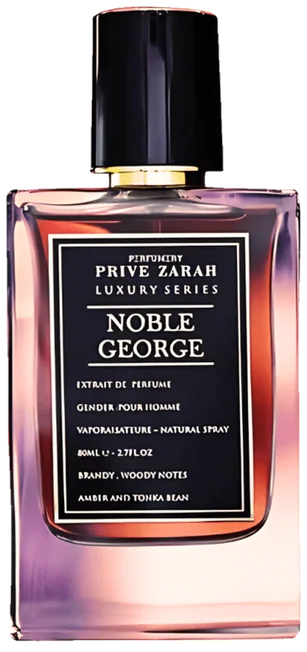 PERFUMERY
PRIVE ZARAH
LUXURY SERIES
NOBLE
GEORGE
EXTRAIT DE PERFUME
GENDER :POUR HOMME
VAPORAISATEURE – NATURAL SPRAY
80ML ℮ - 2.7FL OZ
BRANDY , WOODY NOTES
AMBER AND TONKA BEAN